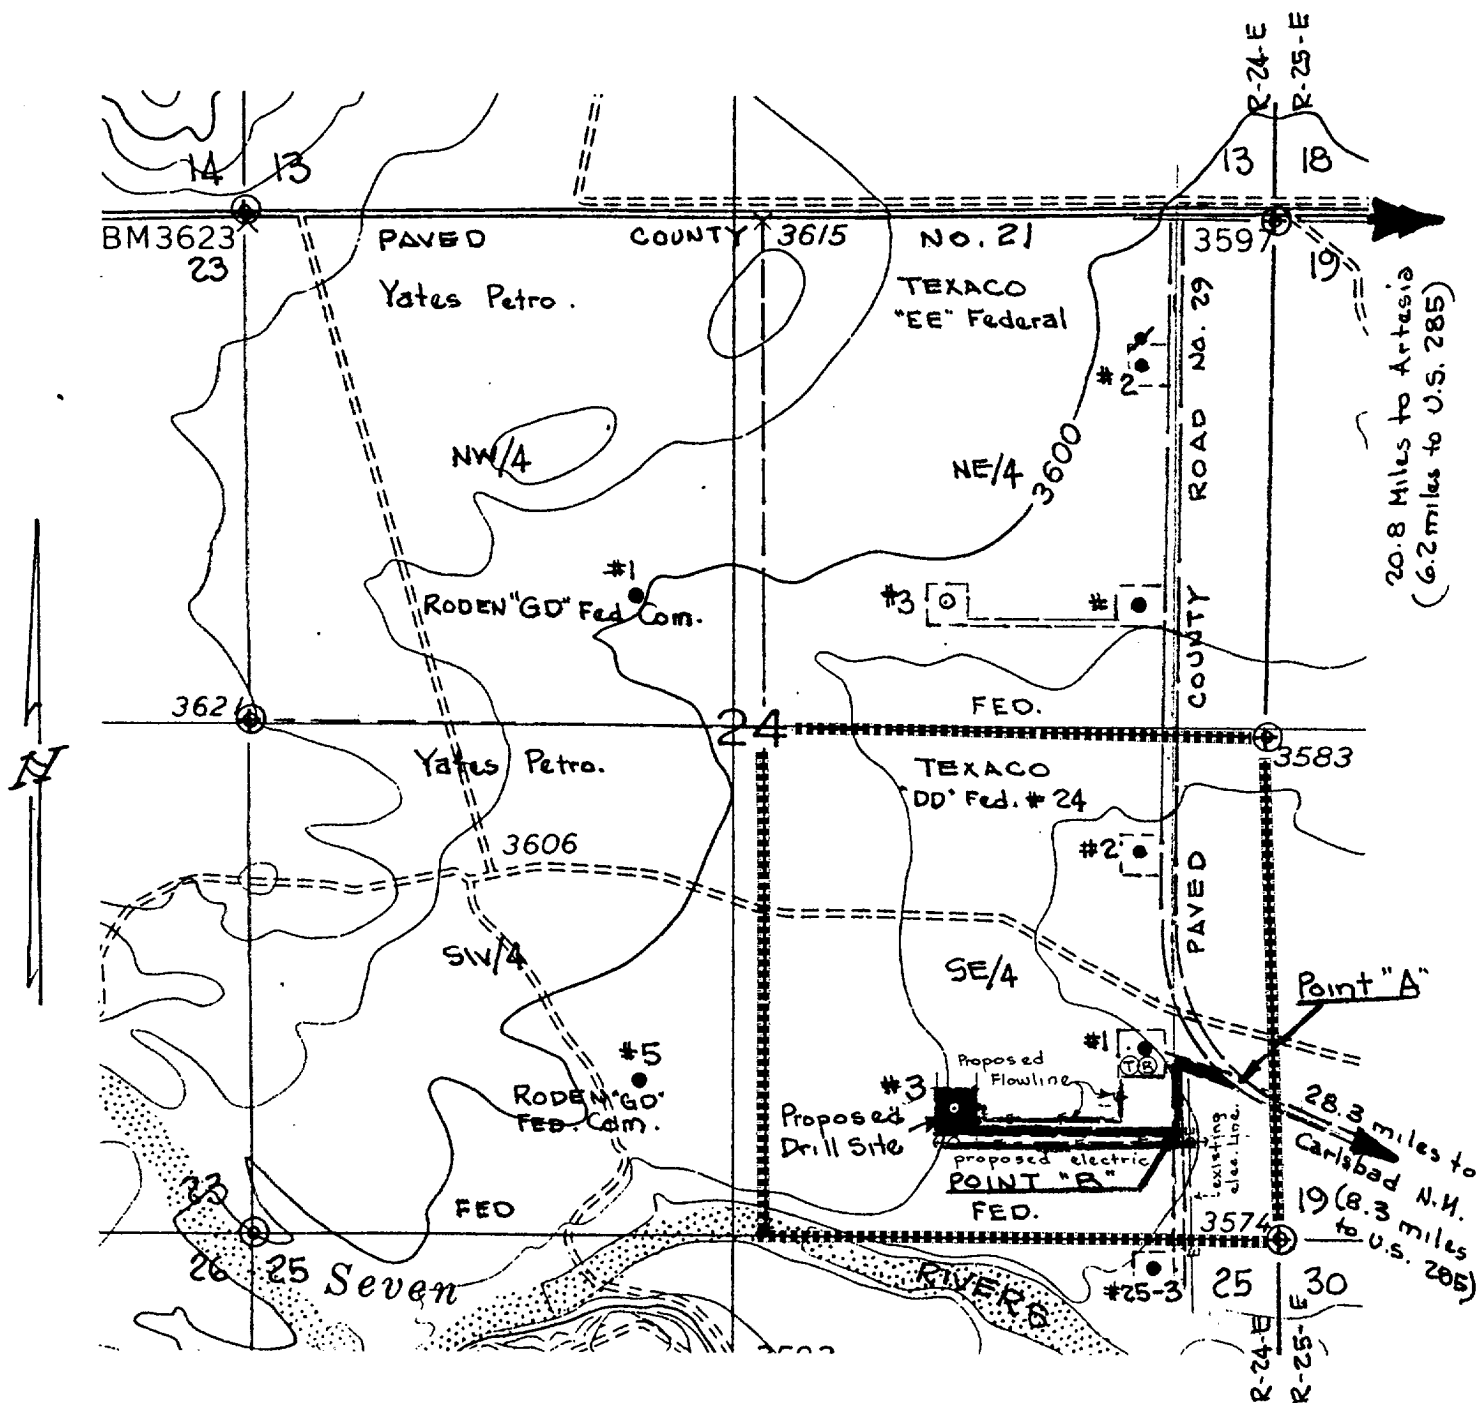 R-24-E
R-25-E
14 13
13 18
BM3623
PAVED COUNTY No. 21
3615
3597
23
19
Yates Petro.
TEXACO
"EE" Federal
20.8 Miles to Artesia
(6.2 miles to U.S. 285)
#2
PAVED COUNTY ROAD No. 29
NW/4
NE/4
3600
#1
RODEN "GD" Fed Com.
#3
#
FED.
3621
24
3583
Yates Petro.
TEXACO
"DD" Fed. # 24
#2
3606
SW/4
SE/4
Point "A"
#5
RODEN "GD"
FED. Com.
#1
T B
Proposed
Flowline
#3
Proposed
Drill Site
proposed electric
POINT "B"
existing
elec. line.
28.3 miles to
Carlsbad N.M.
(8.3 miles
to U.S. 285)
19
FED
FED.
3574
23
26 25
Seven
RIVERS
#25-3
25 30
R-24-E
R-25-E
N